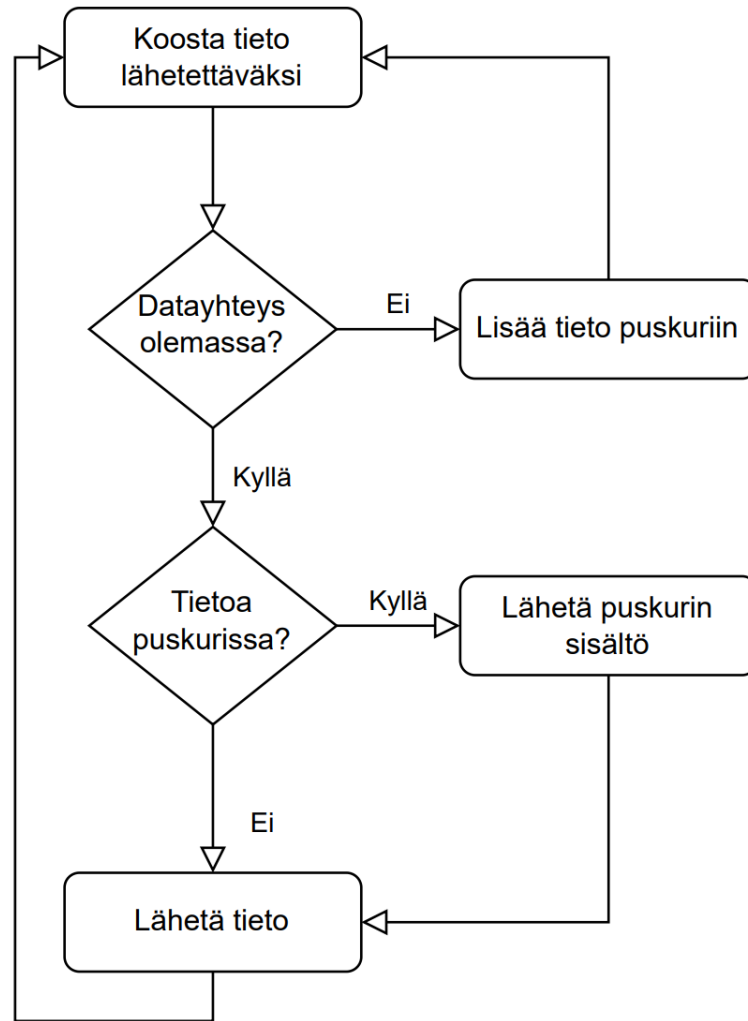 Koosta tieto
lähetettäväksi
Datayhteys
olemassa?
Ei
Lisää tieto puskuriin
Kyllä
Tietoa
puskurissa?
Kyllä
Lähetä puskurin
sisältö
Ei
Lähetä tieto